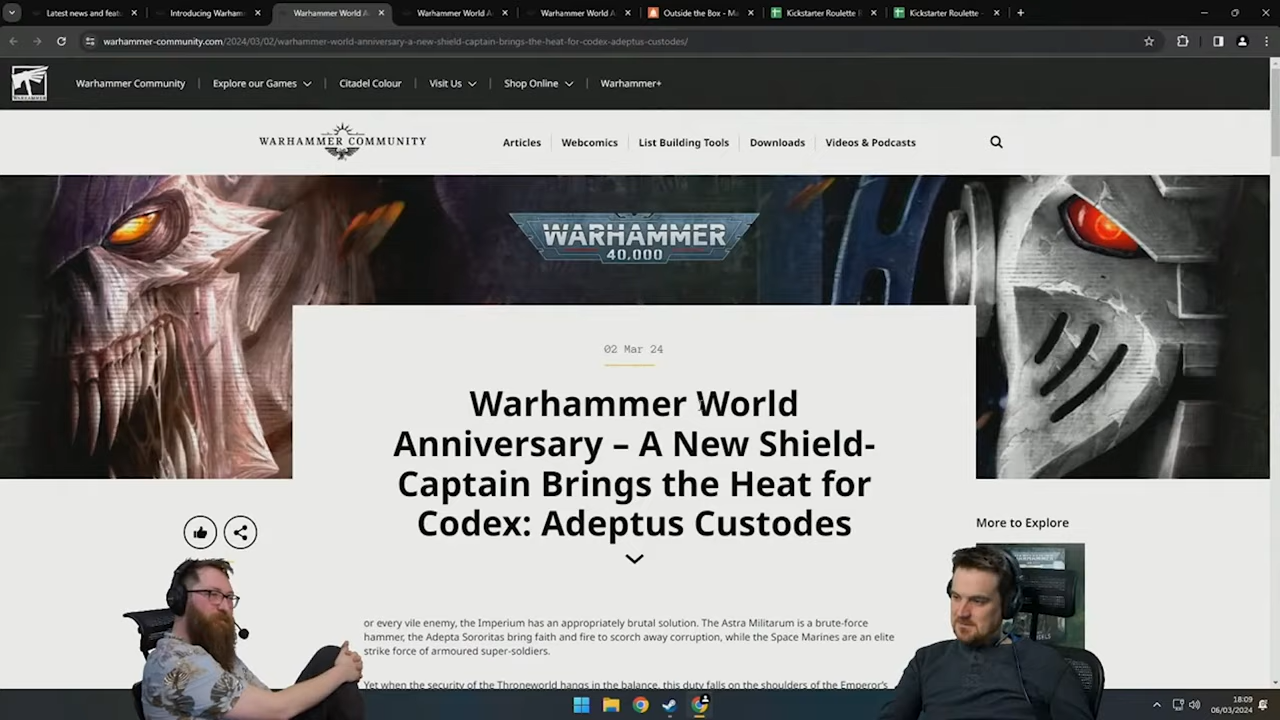 Latest news and featu
Introducing Warham
Warhammer World A
Warhammer World A
Warhammer World A
Outside the Box - M
Kickstarter Roulette
Kickstarter Roulette -
warhammer-community.com/2024/03/02/warhammer-world-anniversary-a-new-shield-captain-brings-the-heat-for-codex-adeptus-custodes/
Warhammer Community
Explore our Games
Citadel Colour
Visit Us
Shop Online
Warhammer+
WARHAMMER COMMUNITY
Articles
Webcomics
List Building Tools
Downloads
Videos & Podcasts
WARHAMMER
40,000
02 Mar 24
Warhammer World
Anniversary – A New Shield-
Captain Brings the Heat for
Codex: Adeptus Custodes
More to Explore
or every vile enemy, the Imperium has an appropriately brutal solution. The Astra Militarum is a brute-force
hammer, the Adepta Sororitas bring faith and fire to scorch away corruption, while the Space Marines are an elite
strike force of armoured super-soldiers.
Yet when the security of the Throneworld hangs in the balance, this duty falls on the shoulders of the Emperor's
18:09
06/03/2024